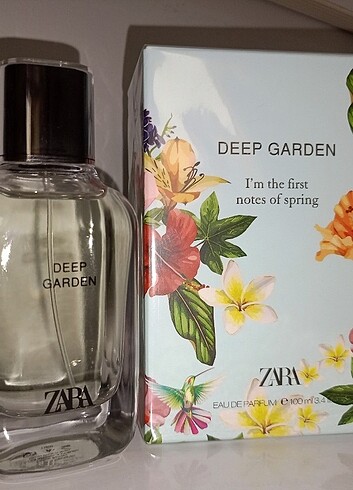 DEEP
GARDEN
ZARA
DEEP GARDEN
I'm the first
notes of spring
ZARA
EAU DE PARFUM 100 ml 3.4